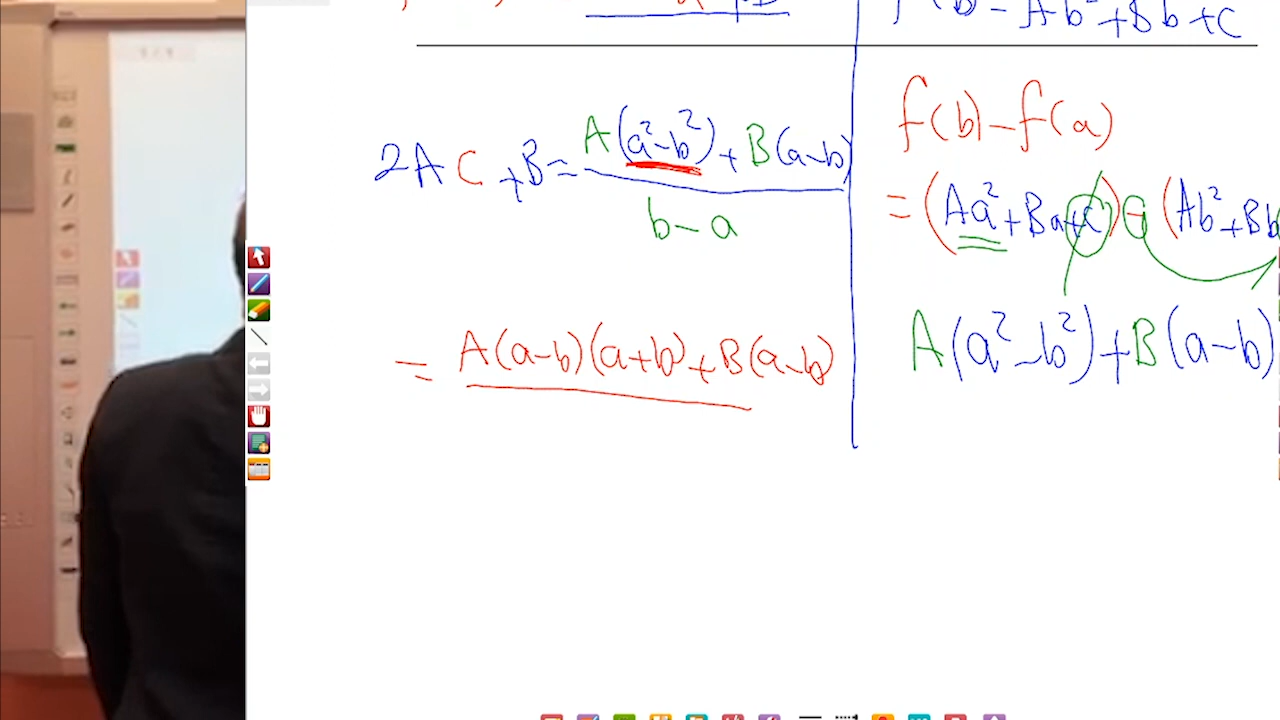 f(b) = Ab²+Bb+C
2Ac+B = (A(a²-b²)+B(a-b))/(b-a)
= A(a-b)(a+b)+B(a-b)
f(b)-f(a)
= (Aa²+Ba+C)-(Ab²+Bb
A(a²-b²)+B(a-b)